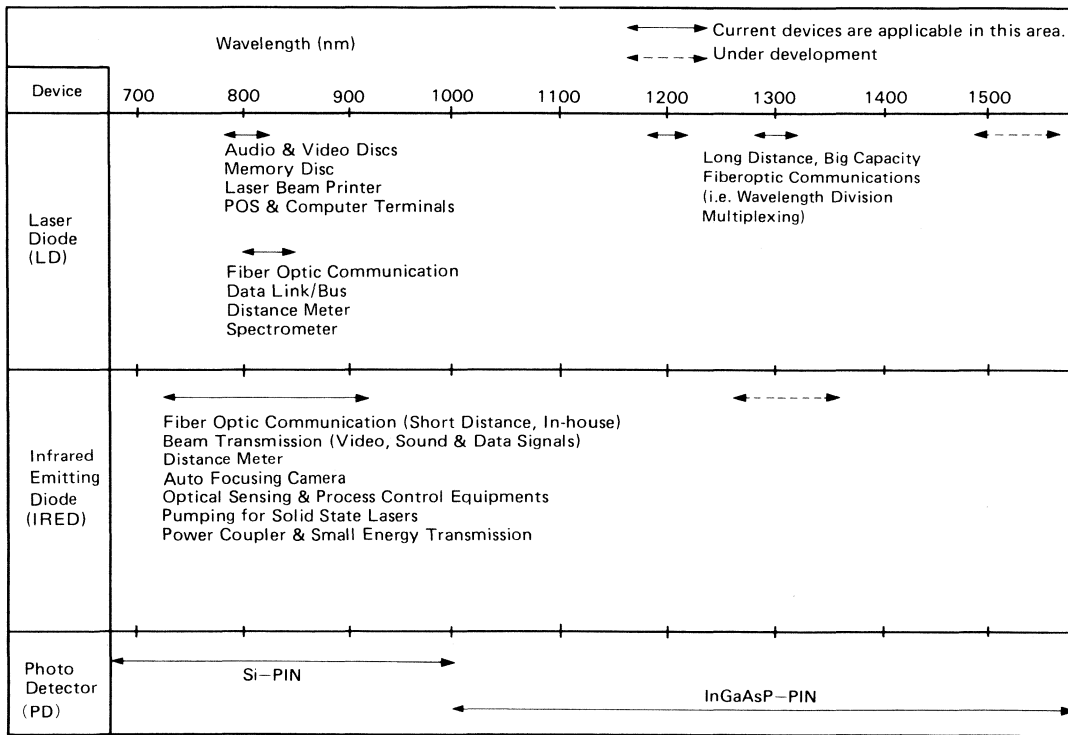 Wavelength (nm)
Current devices are applicable in this area.
Under development
Device
700 800 900 1000 1100 1200 1300 1400 1500
Laser
Diode
(LD)
Audio & Video Discs
Memory Disc
Laser Beam Printer
POS & Computer Terminals
Fiber Optic Communication
Data Link/Bus
Distance Meter
Spectrometer
Long Distance, Big Capacity
Fiberoptic Communications
(i.e. Wavelength Division
Multiplexing)
Infrared
Emitting
Diode
(IRED)
Fiber Optic Communication (Short Distance, In-house)
Beam Transmission (Video, Sound & Data Signals)
Distance Meter
Auto Focusing Camera
Optical Sensing & Process Control Equipments
Pumping for Solid State Lasers
Power Coupler & Small Energy Transmission
Photo
Detector
(PD)
Si-PIN
InGaAsP-PIN